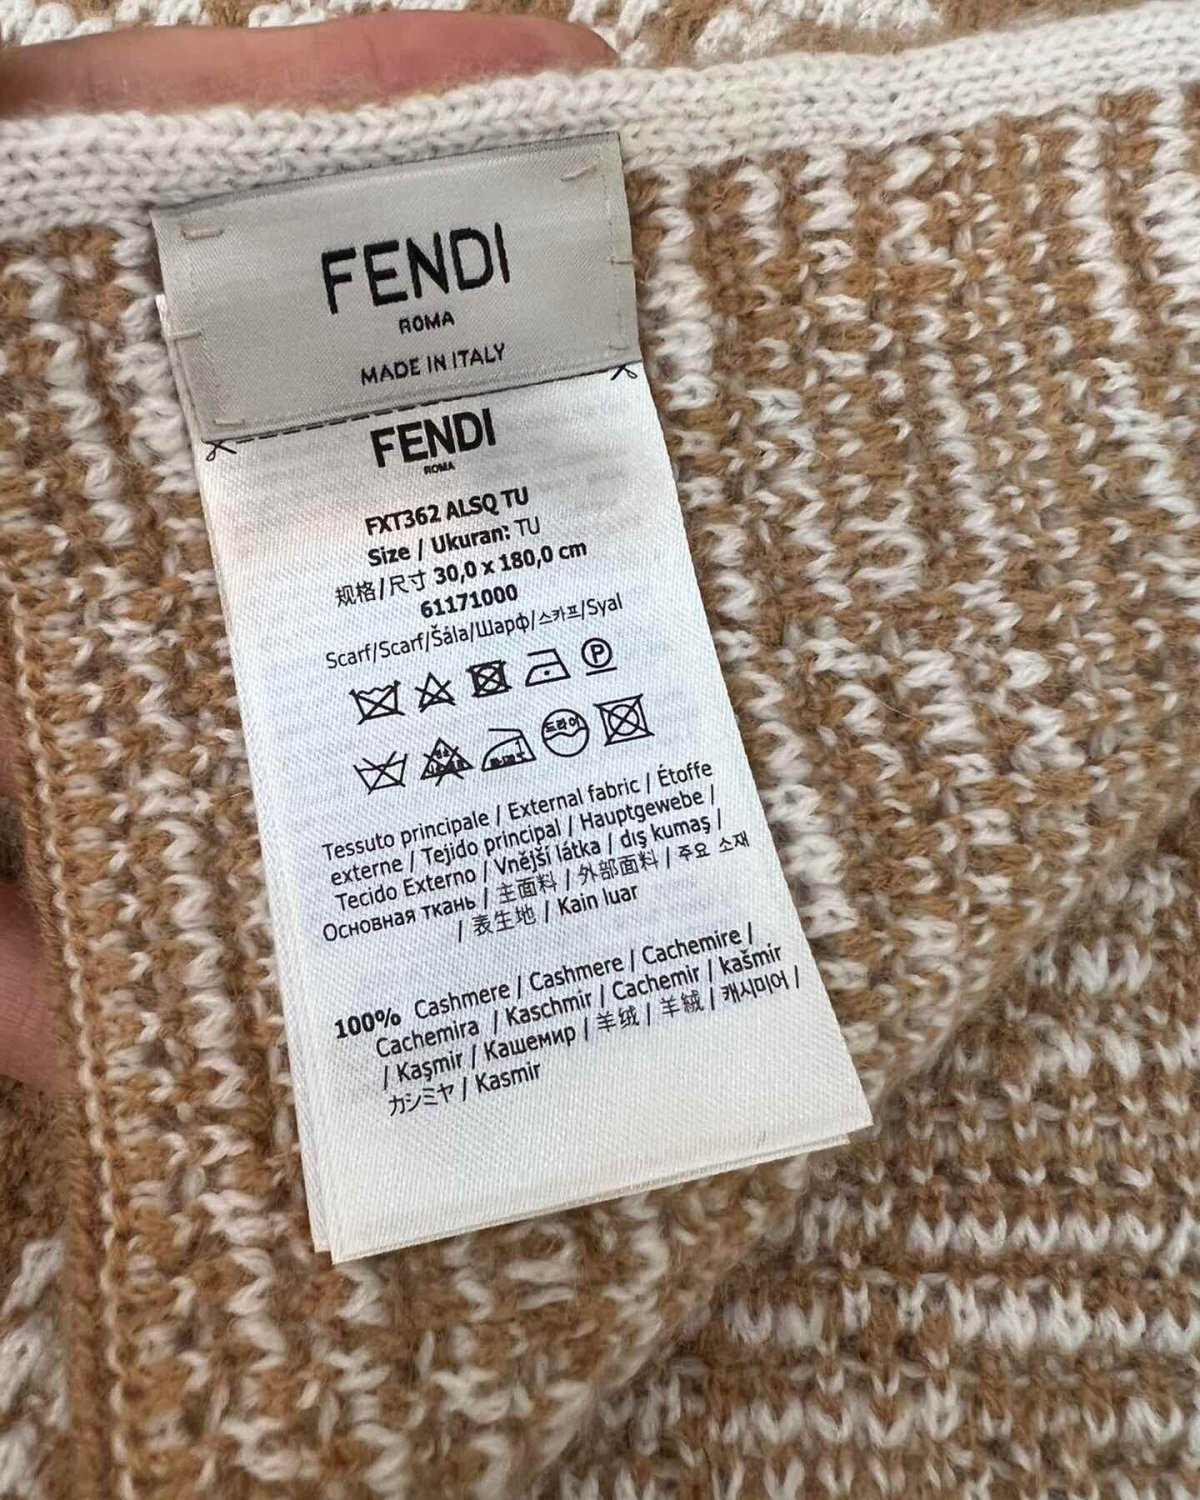 FENDI
ROMA
MADE IN ITALY
FENDI
ROMA
FXT362 ALSQ TU
Size / Ukuran: TU
规格/尺寸 30,0 x 180,0 cm
61171000
Scarf/Scarf/Šála/Шарф/스카프/Syal
P
드라이
Tessuto principale / External fabric / Étoffe
externe / Tejido principal / Hauptgewebe /
Tecido Externo / Vnější látka / dış kumaş /
Основная ткань / 主面料 / 外部面料 / 주요 소재
/ 表生地 / Kain luar
100% Cashmere / Cashmere / Cachemire /
Cachemira / Kaschmir / Cachemir / kašmír
/ Kaşmir / Кашемир / 羊绒 / 羊絨 / 캐시미어 /
カシミヤ / Kasmir